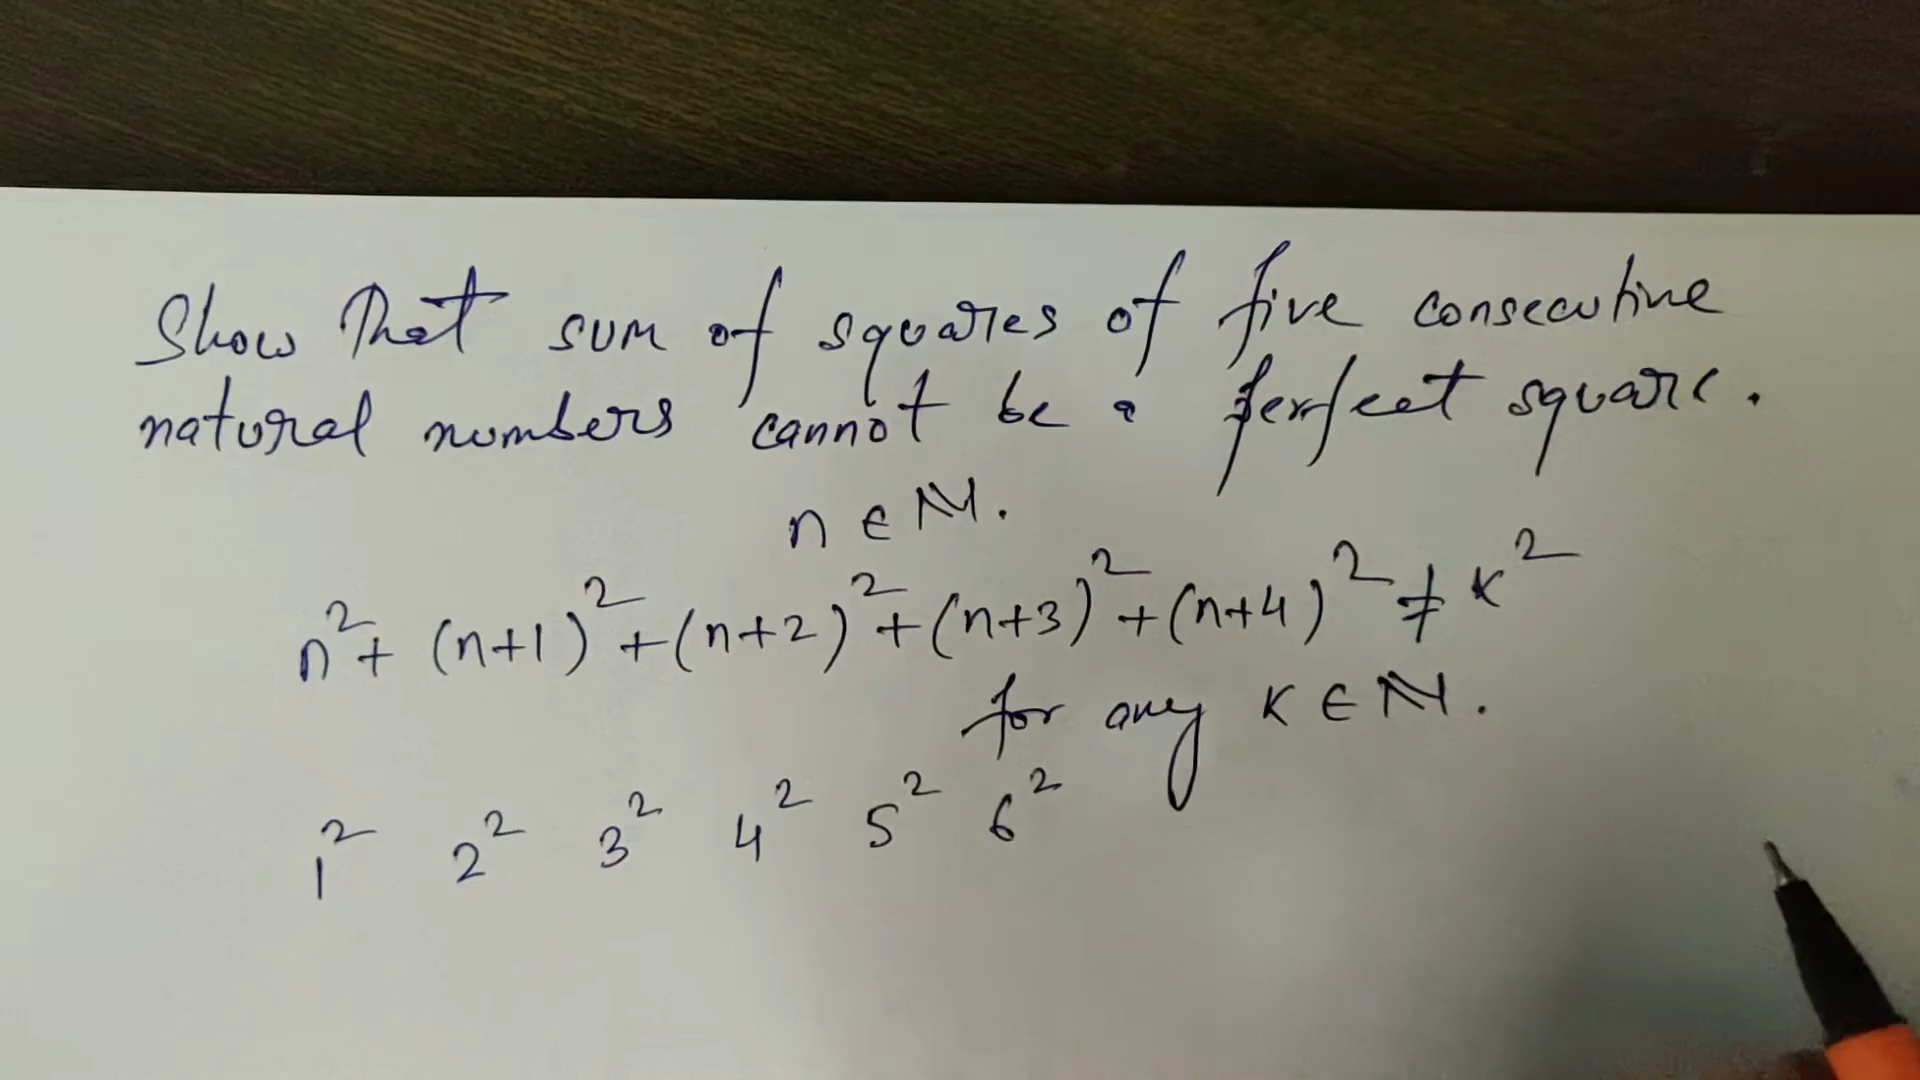 Show That sum of squares of five consecutive
natural numbers cannot be a perfect square.
n ∈ ℕ.
n² + (n+1)² + (n+2)² + (n+3)² + (n+4)² ≠ K²
for any K ∈ ℕ.
1² 2² 3² 4² 5² 6²